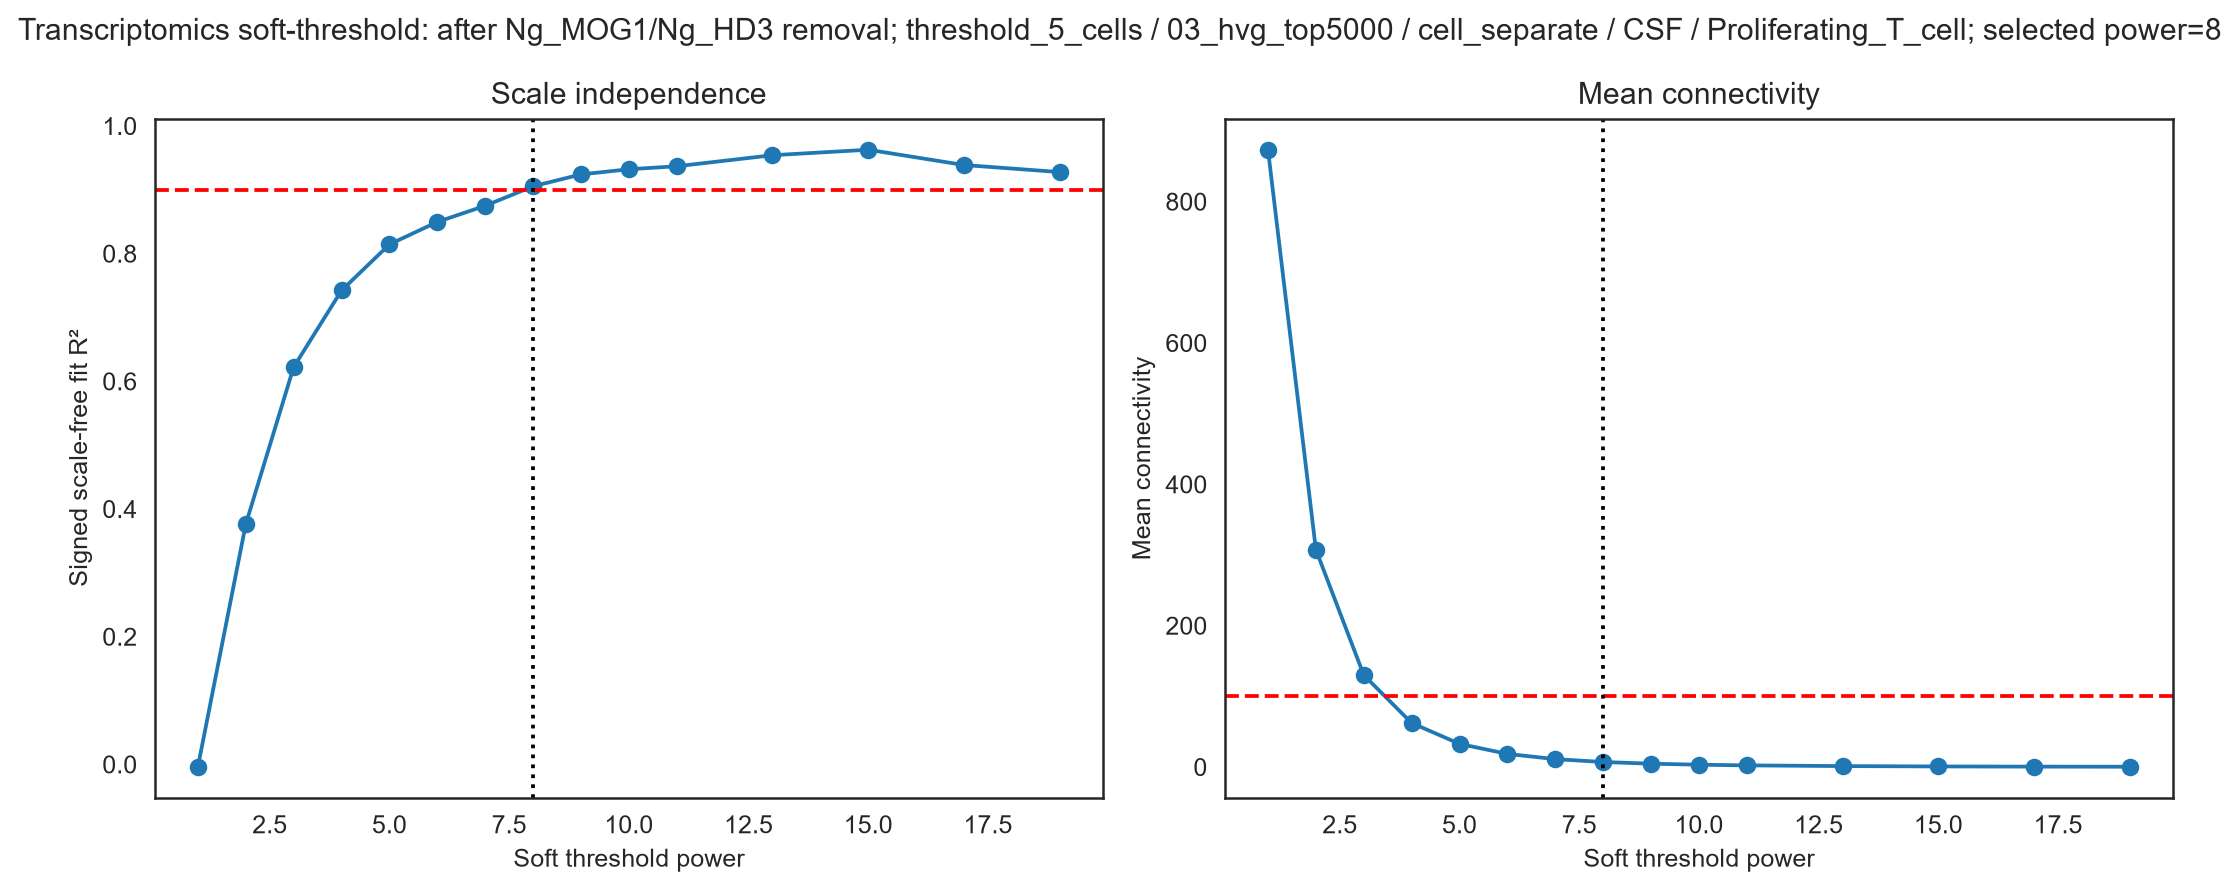 Transcriptomics soft-threshold: after Ng_MOG1/Ng_HD3 removal; threshold_5_cells / 03_hvg_top5000 / cell_separate / CSF / Proliferating_T_cell; selected power=8
Scale independence
1.0
0.8
0.6
0.4
0.2
0.0
Signed scale-free fit R²
2.5 5.0 7.5 10.0 12.5 15.0 17.5
Soft threshold power
Mean connectivity
800
600
400
200
0
Mean connectivity
2.5 5.0 7.5 10.0 12.5 15.0 17.5
Soft threshold power